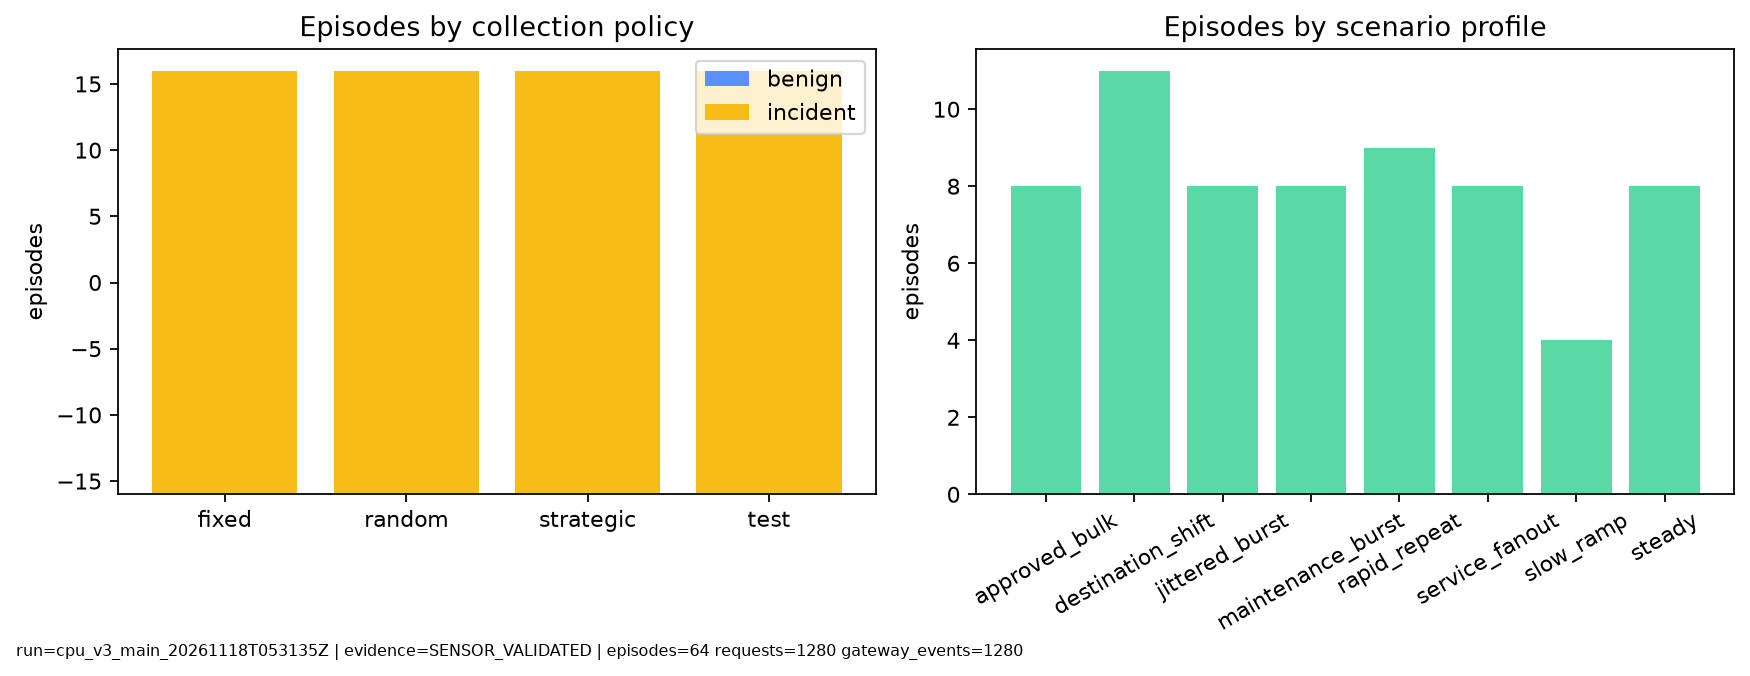 Episodes by collection policy
episodes
15
10
5
0
−5
−10
−15
benign
incident
fixed
random
strategic
test
Episodes by scenario profile
episodes
10
8
6
4
2
0
approved_bulk
destination_shift
jittered_burst
maintenance_burst
rapid_repeat
service_fanout
slow_ramp
steady
run=cpu_v3_main_20261118T053135Z | evidence=SENSOR_VALIDATED | episodes=64 requests=1280 gateway_events=1280